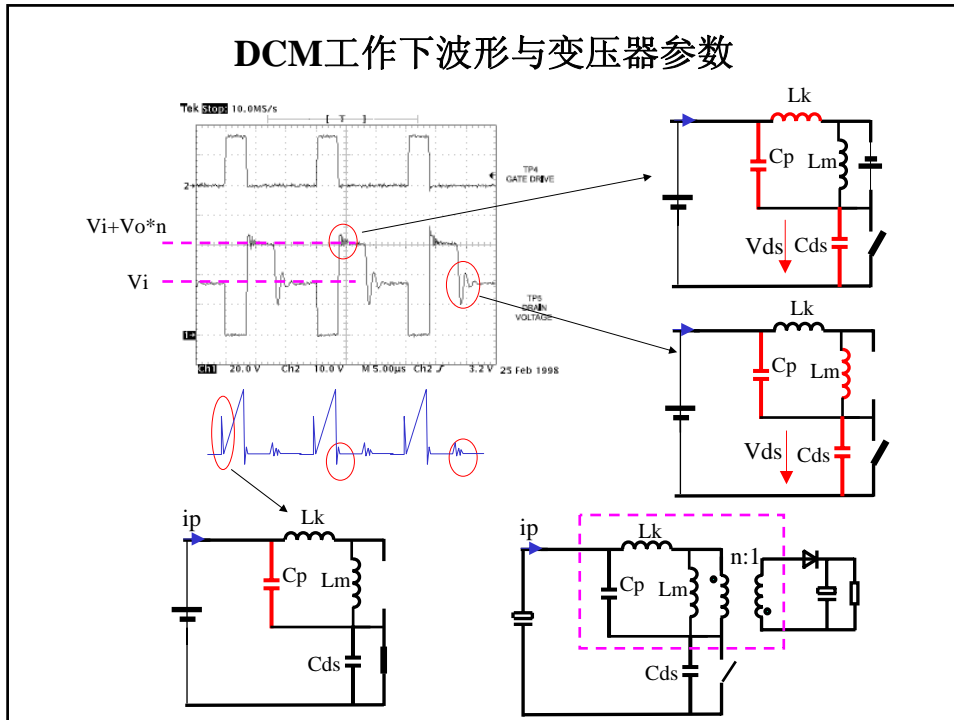 DCM工作下波形与变压器参数
Tek Stop: 10.0MS/s
[ T ]
TP4
GATE DRIVE
2→
Vi+Vo*n
Vi
TP5
DRAIN
VOLTAGE
1→
Ch1 20.0 V Ch2 10.0 V M 5.00µs Ch2 3.2 V 25 Feb 1998
Lk
Cp
Lm
Vds
Cds
Lk
Cp
Lm
Vds
Cds
ip
Lk
Cp
Lm
Cds
ip
Lk
n:1
Cp
Lm
Cds